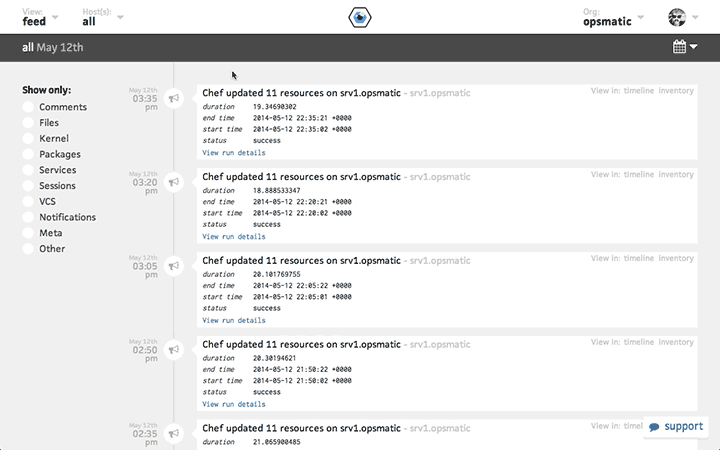 View:
feed
Host(s):
all
Org:
opsmatic
all May 12th
Show only:
Comments
Files
Kernel
Packages
Services
Sessions
VCS
Notifications
Meta
Other
May 12th
03:35
pm
Chef updated 11 resources on srv1.opsmatic - srv1.opsmatic
View in: timeline inventory
duration 19.34690302
end time 2014-05-12 22:35:21 +0000
start time 2014-05-12 22:35:02 +0000
status success
View run details
May 12th
03:20
pm
Chef updated 11 resources on srv1.opsmatic - srv1.opsmatic
View in: timeline inventory
duration 18.888533347
end time 2014-05-12 22:20:21 +0000
start time 2014-05-12 22:20:02 +0000
status success
View run details
May 12th
03:05
pm
Chef updated 11 resources on srv1.opsmatic - srv1.opsmatic
View in: timeline inventory
duration 20.101769755
end time 2014-05-12 22:05:22 +0000
start time 2014-05-12 22:05:01 +0000
status success
View run details
May 12th
02:50
pm
Chef updated 11 resources on srv1.opsmatic - srv1.opsmatic
View in: timeline inventory
duration 20.30194621
end time 2014-05-12 21:50:22 +0000
start time 2014-05-12 21:50:02 +0000
status success
View run details
May 12th
02:35
pm
Chef updated 11 resources on srv1.opsmatic - srv1.opsmatic
View in: timel
duration 21.065900485
support